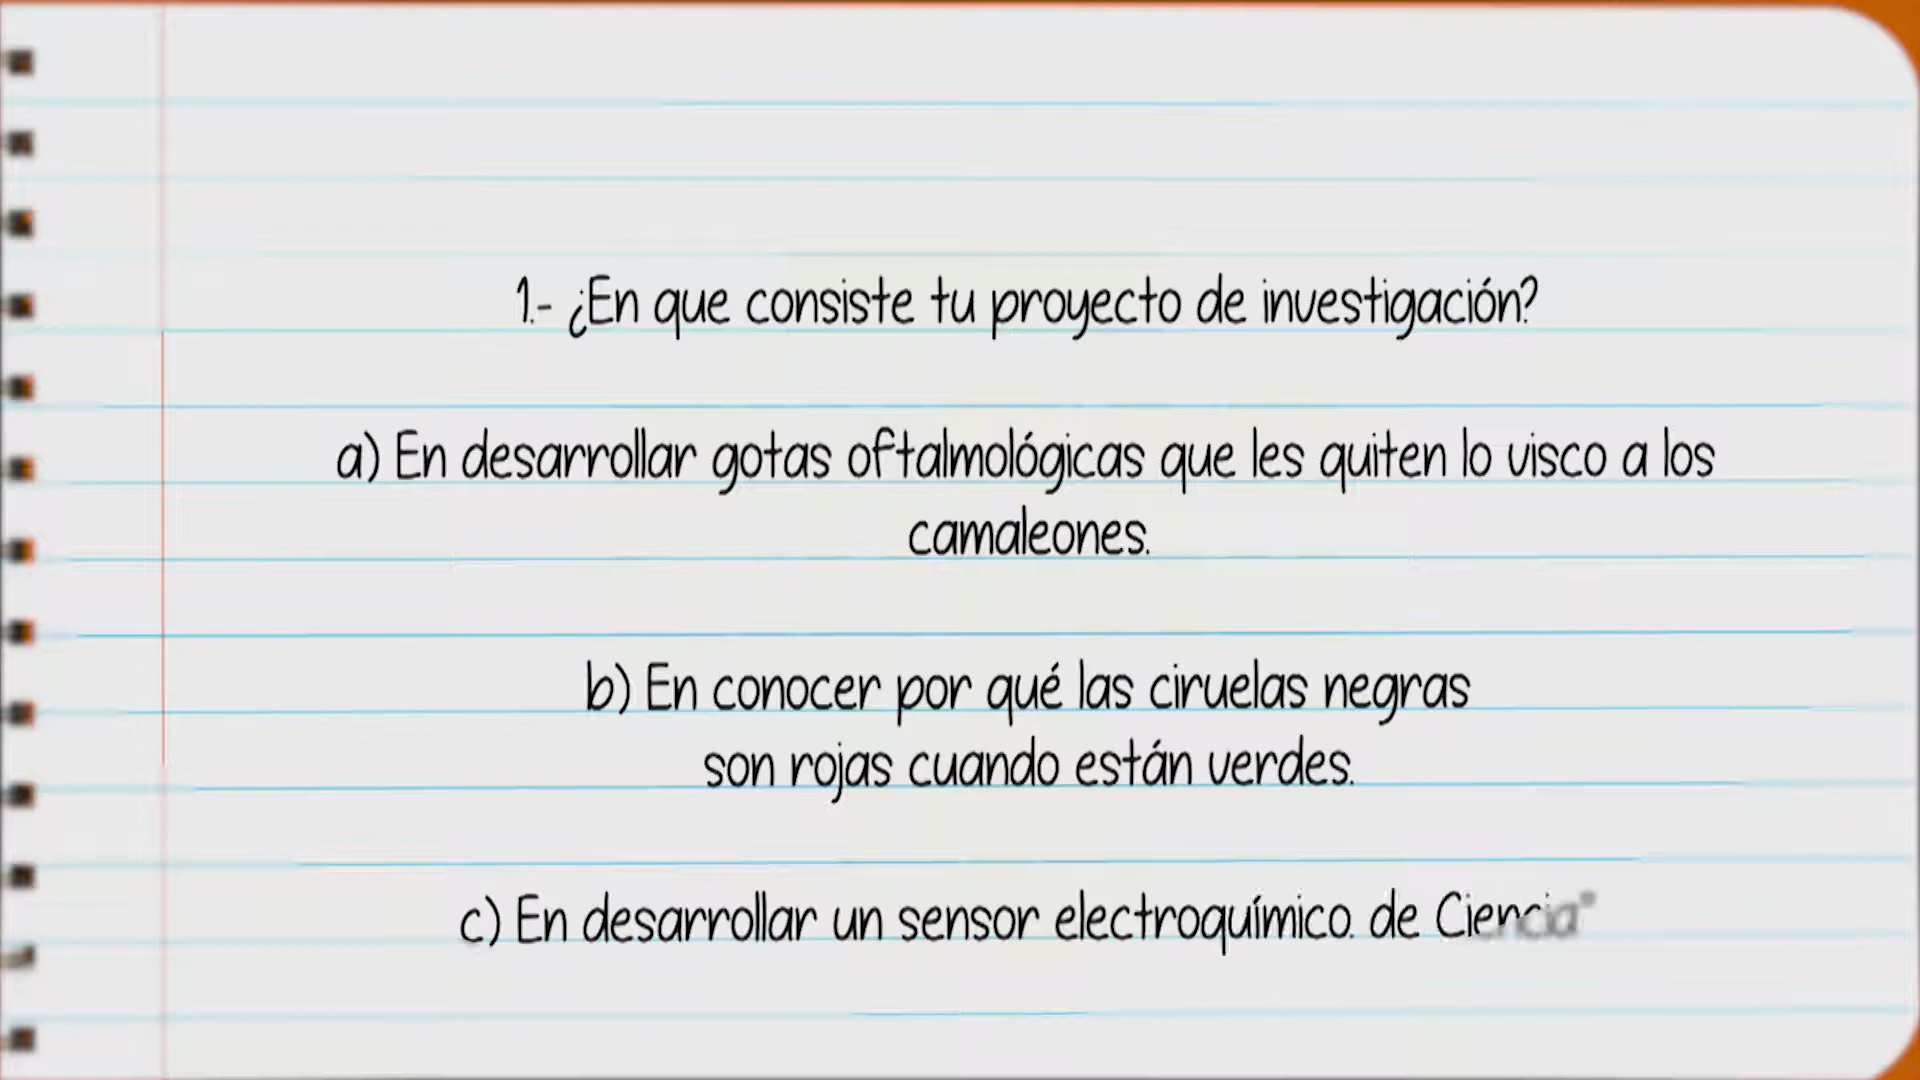 1.- ¿En que consiste tu proyecto de investigación?
a) En desarrollar gotas oftalmológicas que les quiten lo visco a los
camaleones.
b) En conocer por qué las ciruelas negras
son rojas cuando están verdes.
c) En desarrollar un sensor electroquímico. de Ciencia"